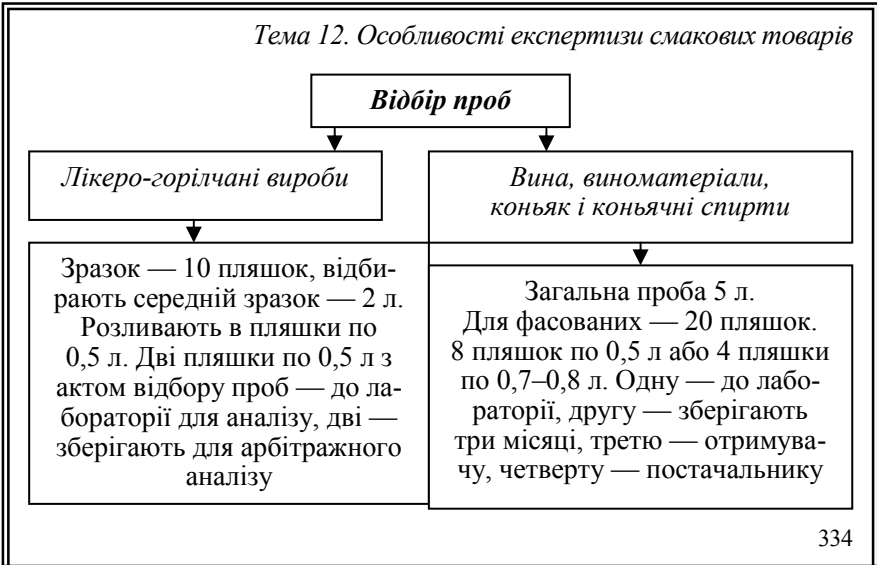 Тема 12. Особливості експертизи смакових товарів
Відбір проб
Лікеро-горілчані вироби
Вина, виноматеріали,
коньяк і коньячні спирти
Зразок — 10 пляшок, відби-
рають середній зразок — 2 л.
Розливають в пляшки по
0,5 л. Дві пляшки по 0,5 л з
актом відбору проб — до ла-
бораторії для аналізу, дві —
зберігають для арбітражного
аналізу
Загальна проба 5 л.
Для фасованих — 20 пляшок.
8 пляшок по 0,5 л або 4 пляшки
по 0,7–0,8 л. Одну — до лабо-
раторії, другу — зберігають
три місяці, третю — отримува-
чу, четверту — постачальнику
334